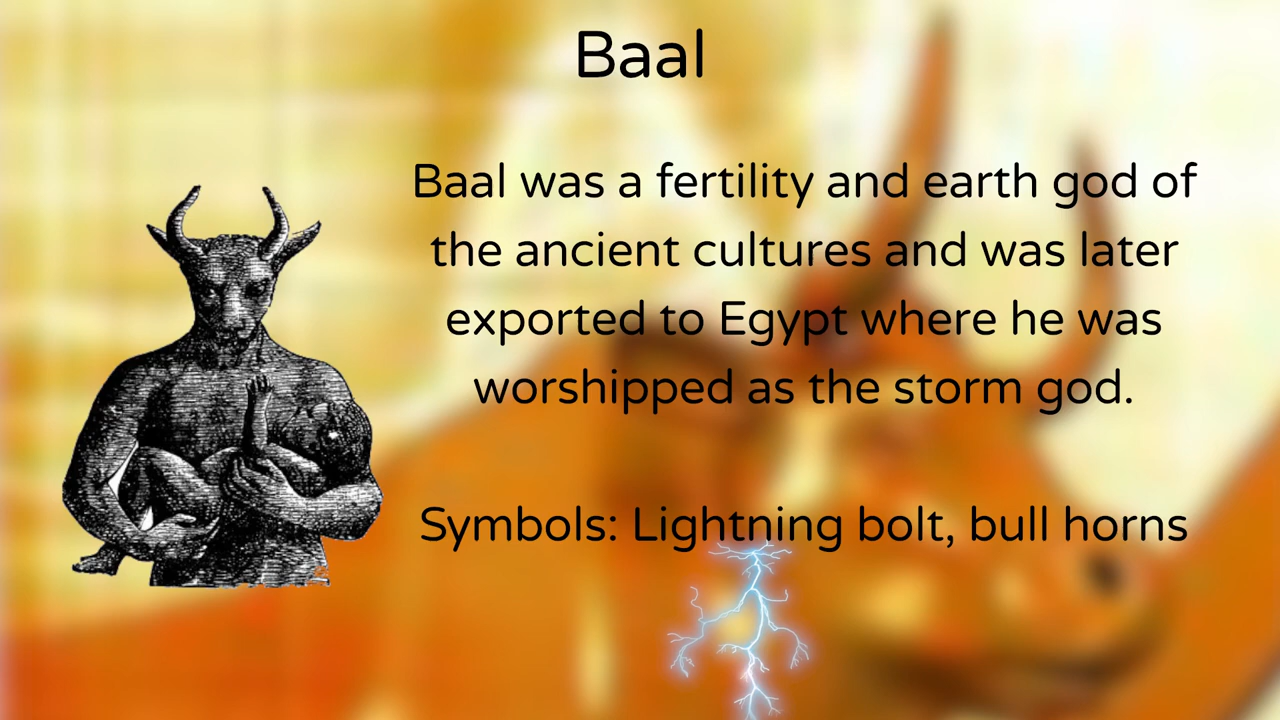 Baal
Baal was a fertility and earth god of
the ancient cultures and was later
exported to Egypt where he was
worshipped as the storm god.
Symbols: Lightning bolt, bull horns